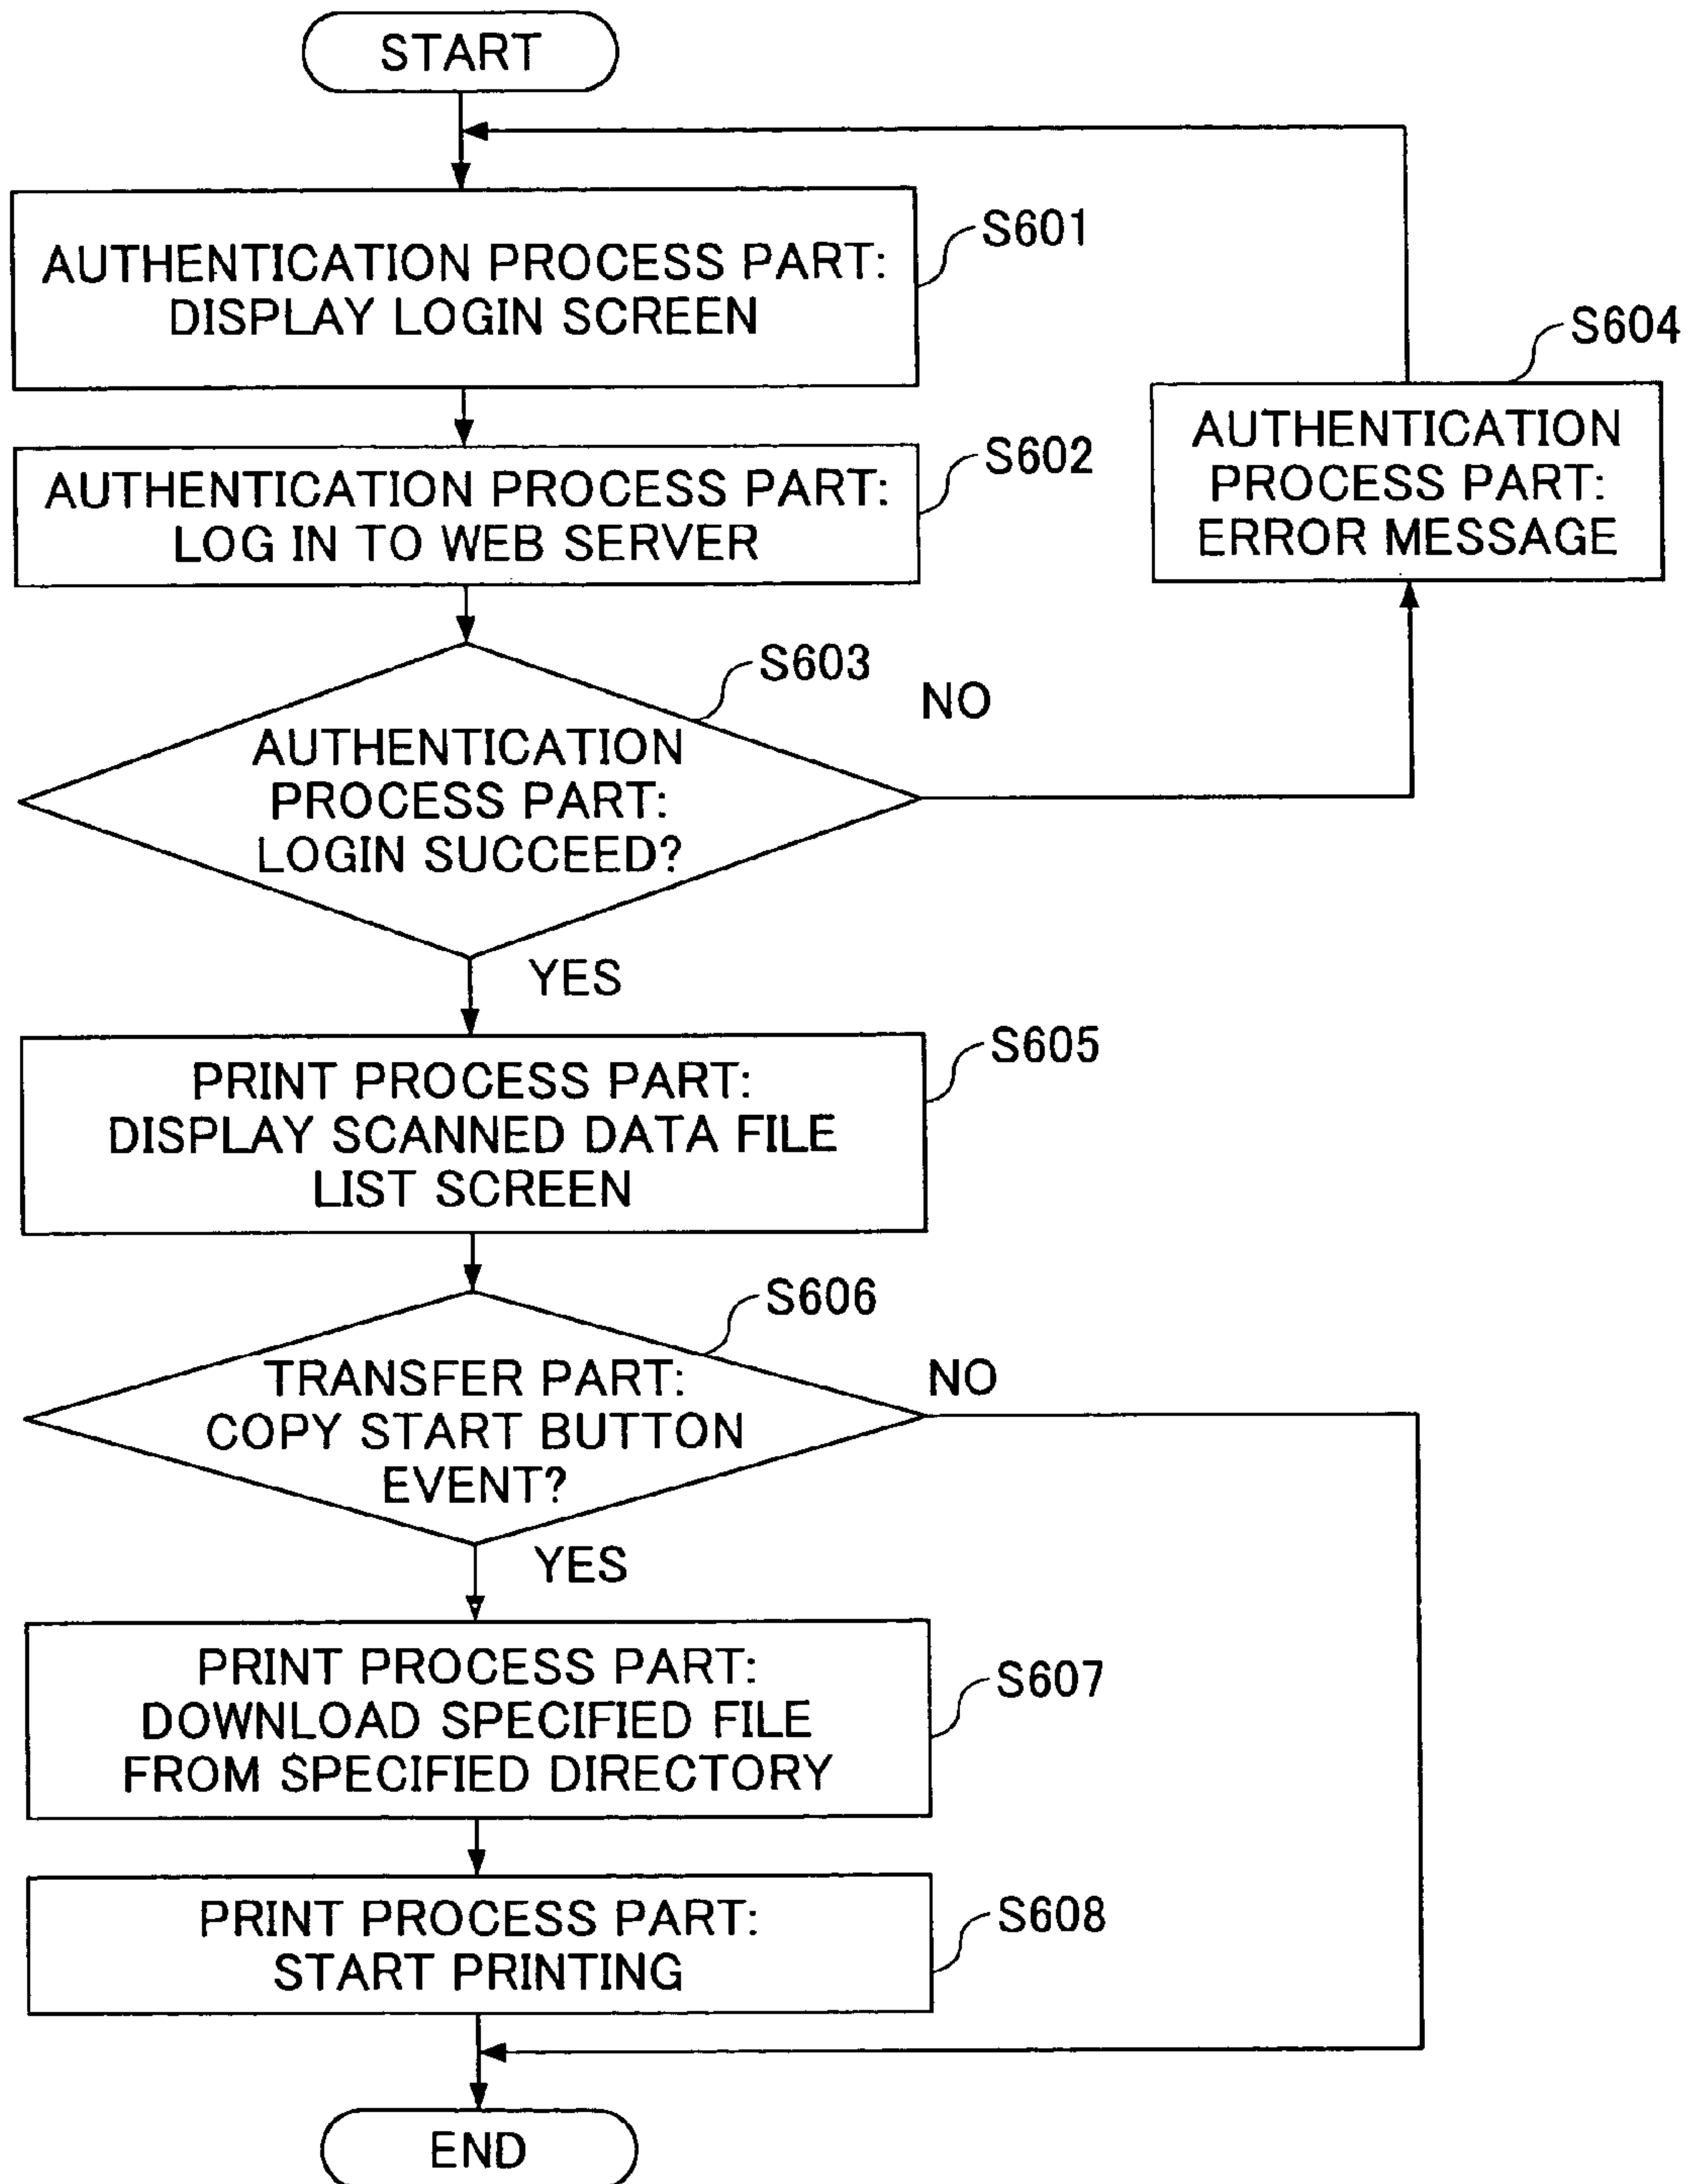 START
AUTHENTICATION PROCESS PART:
DISPLAY LOGIN SCREEN
S601
AUTHENTICATION PROCESS PART:
LOG IN TO WEB SERVER
S602
AUTHENTICATION
PROCESS PART:
LOGIN SUCCEED?
S603
NO
S604
AUTHENTICATION
PROCESS PART:
ERROR MESSAGE
YES
PRINT PROCESS PART:
DISPLAY SCANNED DATA FILE
LIST SCREEN
S605
TRANSFER PART:
COPY START BUTTON
EVENT?
S606
NO
YES
PRINT PROCESS PART:
DOWNLOAD SPECIFIED FILE
FROM SPECIFIED DIRECTORY
S607
PRINT PROCESS PART:
START PRINTING
S608
END